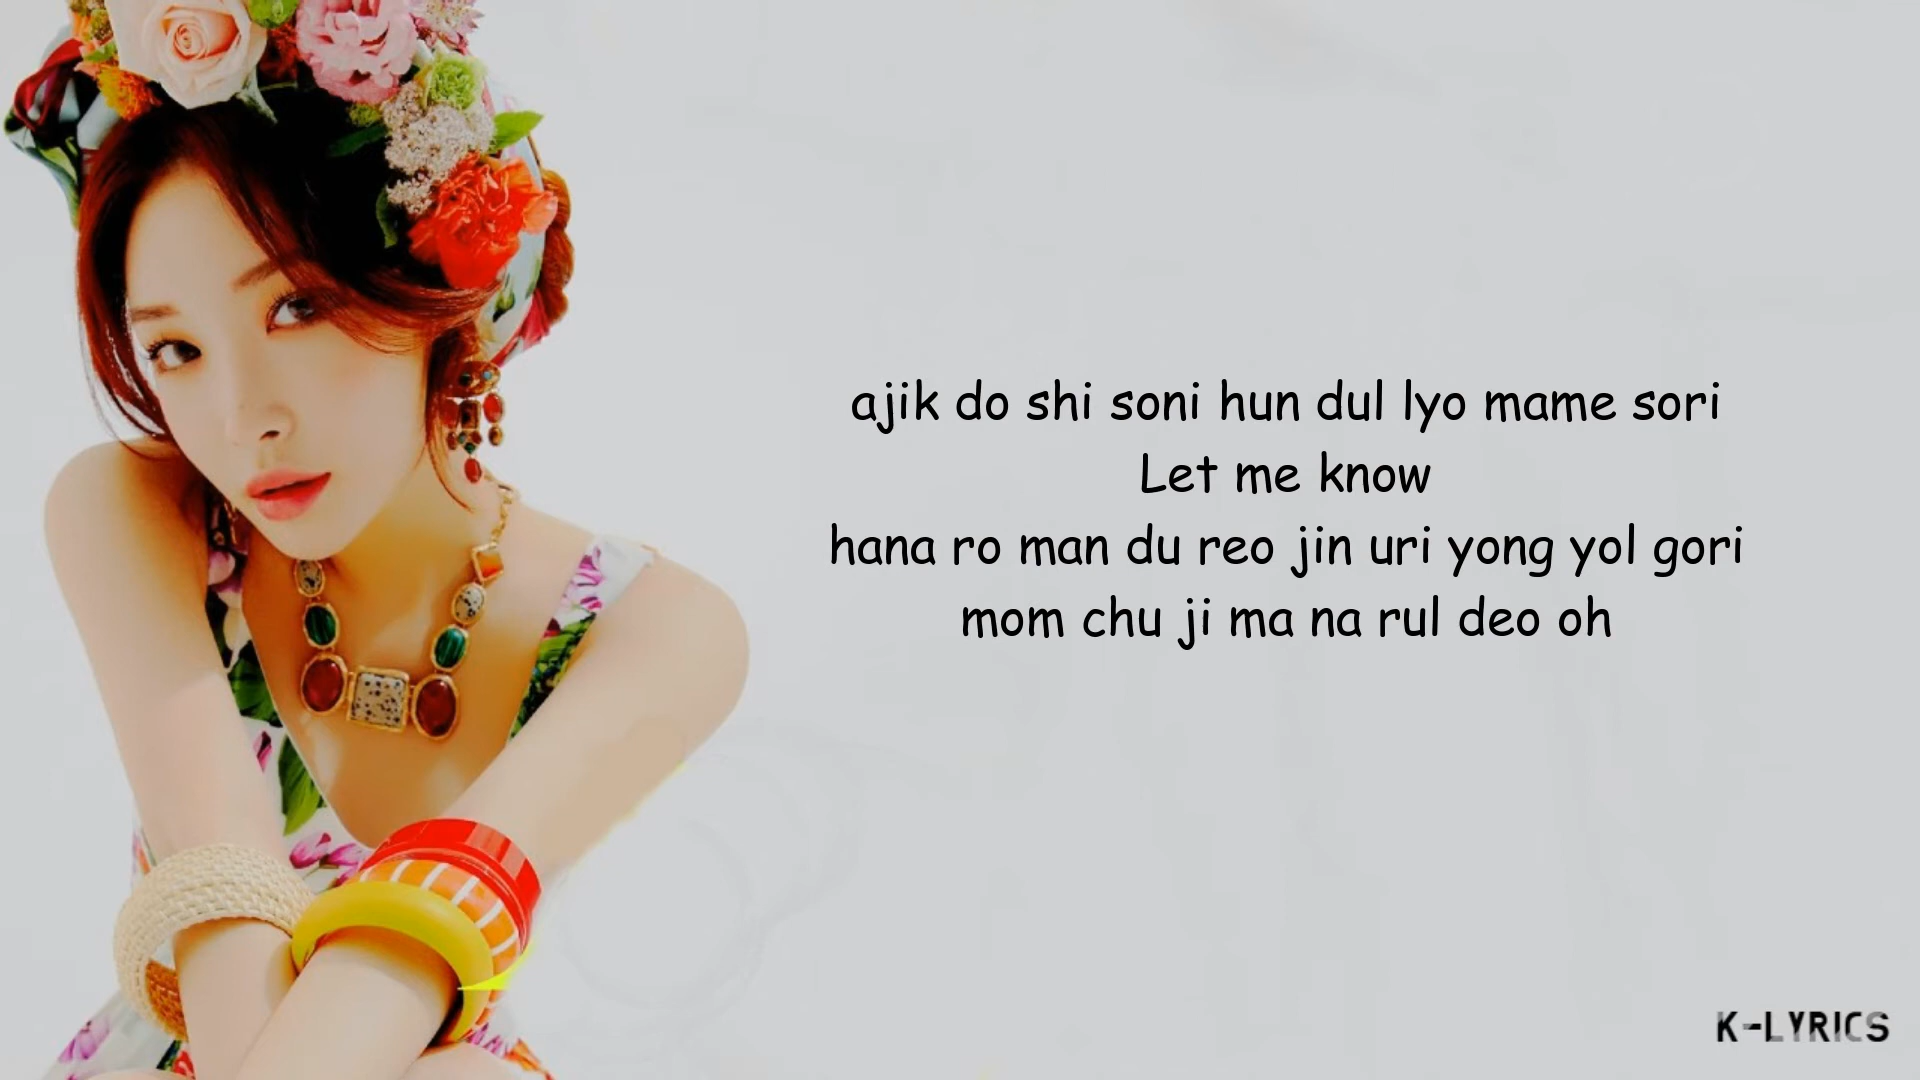 ajik do shi soni hun dul lyo mame sori
Let me know
hana ro man du reo jin uri yong yol gori
mom chu ji ma na rul deo oh
K-LYRICS